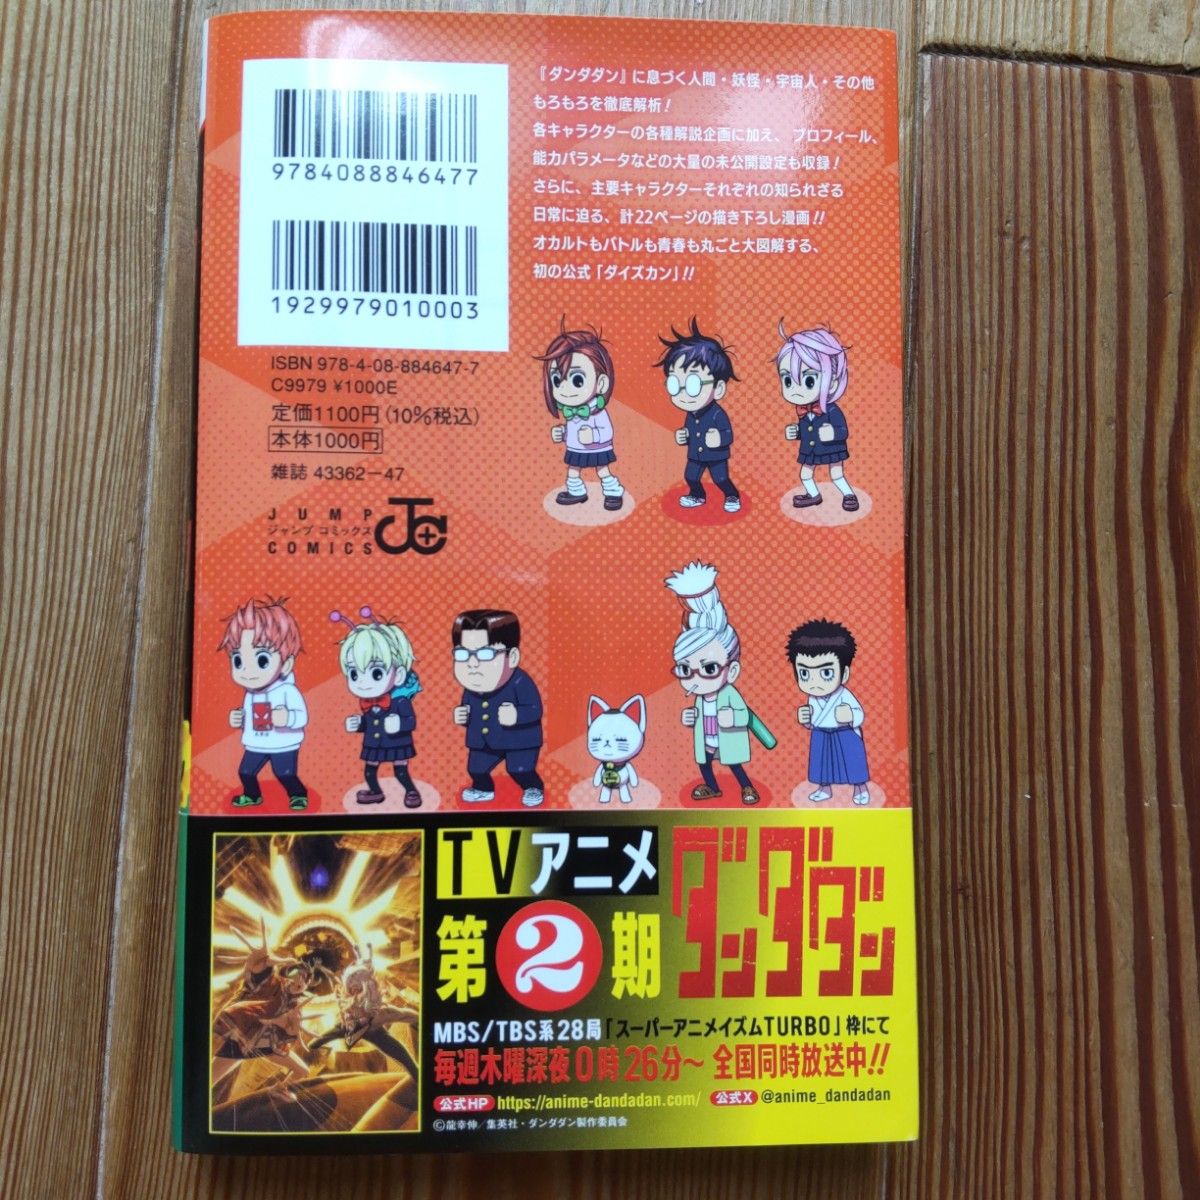 9784088846477
1929979010003
ISBN 978-4-08-884647-7
C9979 ¥1000E
定価1100円(10%税込)
本体1000円
雑誌 43362-47
JUMP
ジャンプ コミックス
COMICS
『ダンダダン』に息づく人間・妖怪・宇宙人・その他
もろもろを徹底解析!
各キャラクターの各種解説企画に加え、プロフィール、
能力パラメータなどの大量の未公開設定も収録!
さらに、主要キャラクターそれぞれの知られざる
日常に迫る、計22ページの描き下ろし漫画!!
オカルトもバトルも青春も丸ごと大図解する、
初の公式「ダイズカン」!!
TVアニメ
第2期
ダンダダン
MBS/TBS系28局「スーパーアニメイズムTURBO」枠にて
毎週木曜深夜0時26分〜 全国同時放送中!!
公式HP https://anime-dandadan.com/ 公式X @anime_dandadan
©龍幸伸/集英社・ダンダダン製作委員会